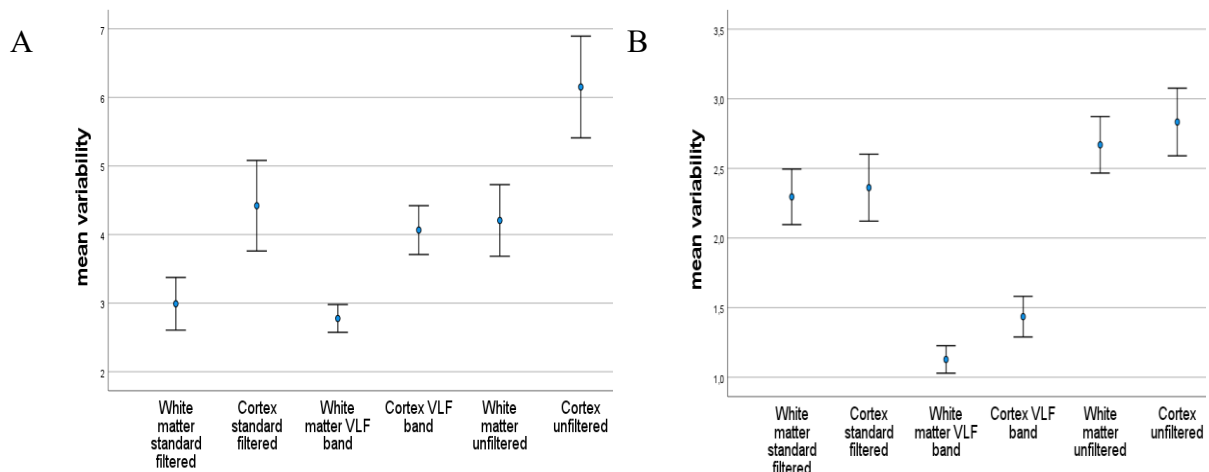 A
mean variability
7
6
5
4
3
2
White
matter
standard
filtered
Cortex
standard
filtered
White
matter VLF
band
Cortex VLF
band
White
matter
unfiltered
Cortex
unfiltered
B
mean variability
3,5
3,0
2,5
2,0
1,5
1,0
White
matter
standard
filtered
Cortex
standard
filtered
White
matter VLF
band
Cortex VLF
band
White
matter
unfiltered
Cortex
unfiltered